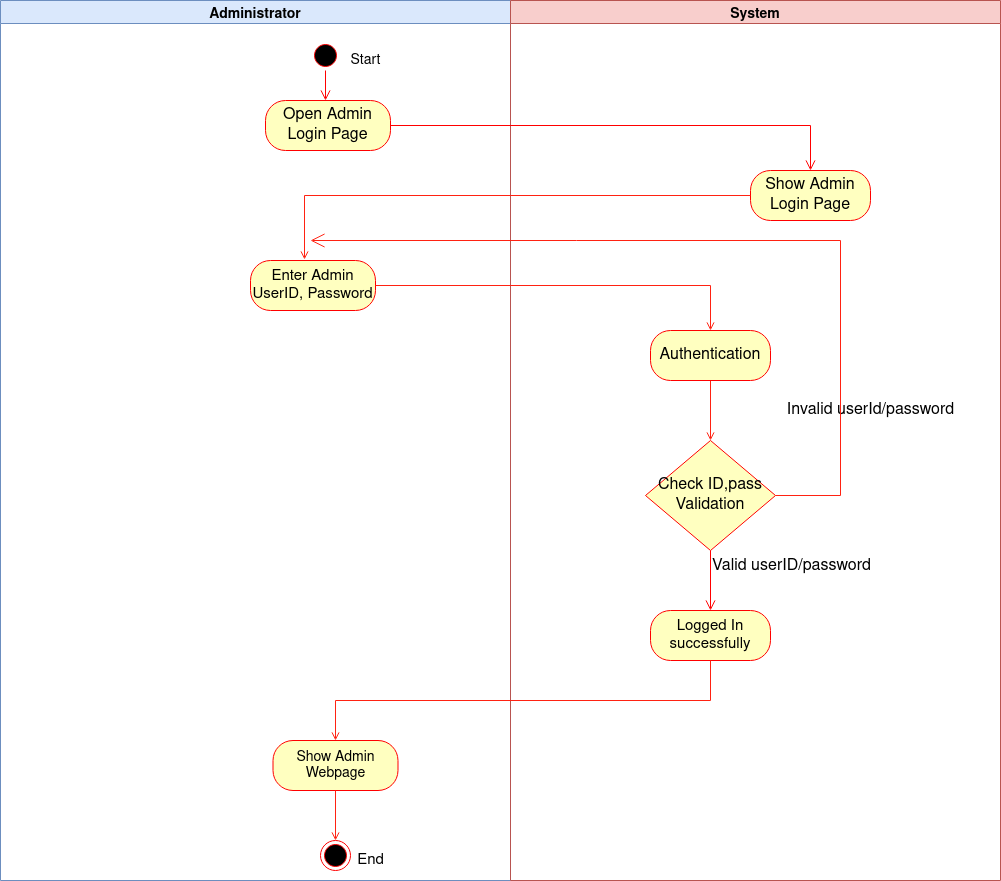 Administrator
System
Start
Open Admin
Login Page
Show Admin
Login Page
Enter Admin
UserID, Password
Authentication
Invalid userId/password
Check ID,pass
Validation
Valid userID/password
Logged In
successfully
Show Admin
Webpage
End